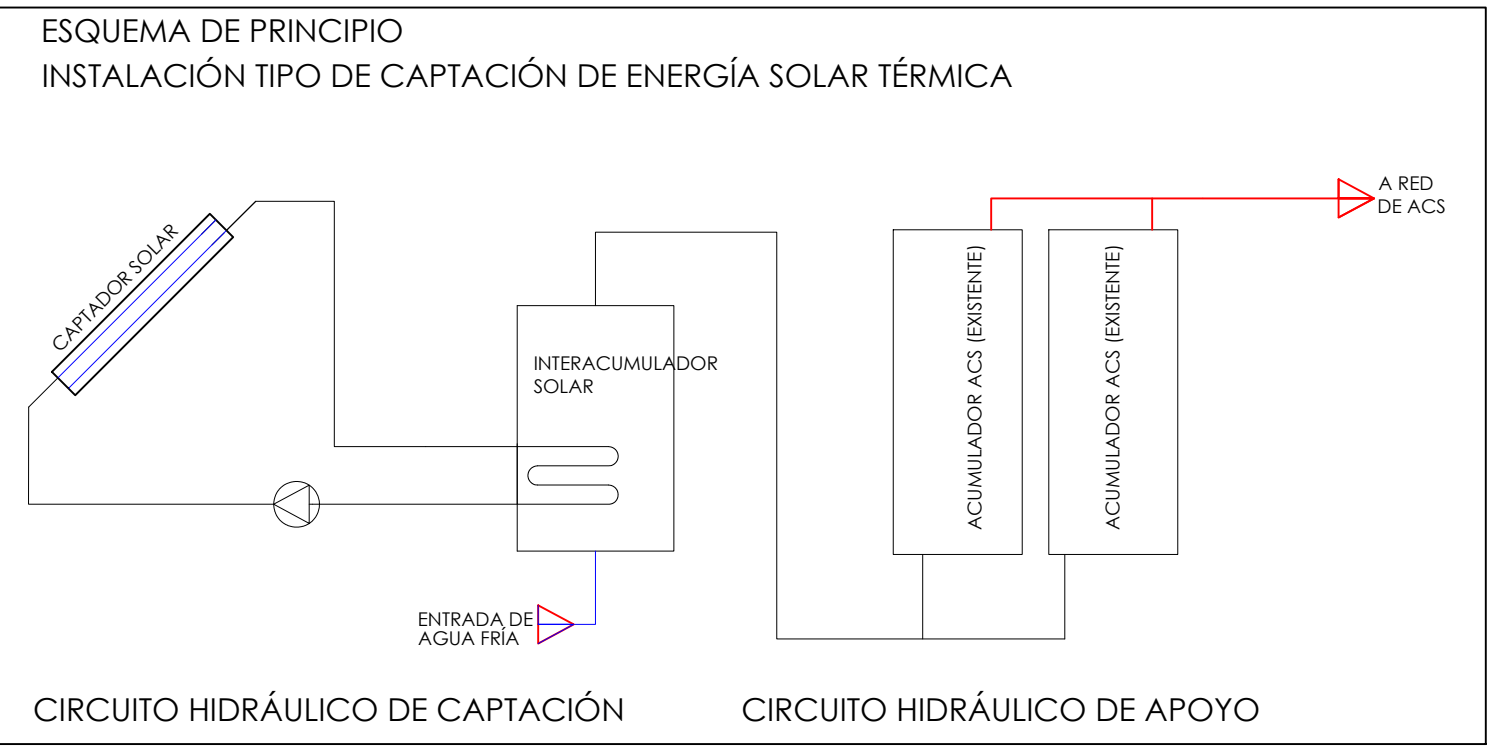 ESQUEMA DE PRINCIPIO
INSTALACIÓN TIPO DE CAPTACIÓN DE ENERGÍA SOLAR TÉRMICA
A RED
DE ACS
CAPTADOR SOLAR
INTERACUMULADOR
SOLAR
ACUMULADOR ACS (EXISTENTE)
ACUMULADOR ACS (EXISTENTE)
ENTRADA DE
AGUA FRÍA
CIRCUITO HIDRÁULICO DE CAPTACIÓN
CIRCUITO HIDRÁULICO DE APOYO